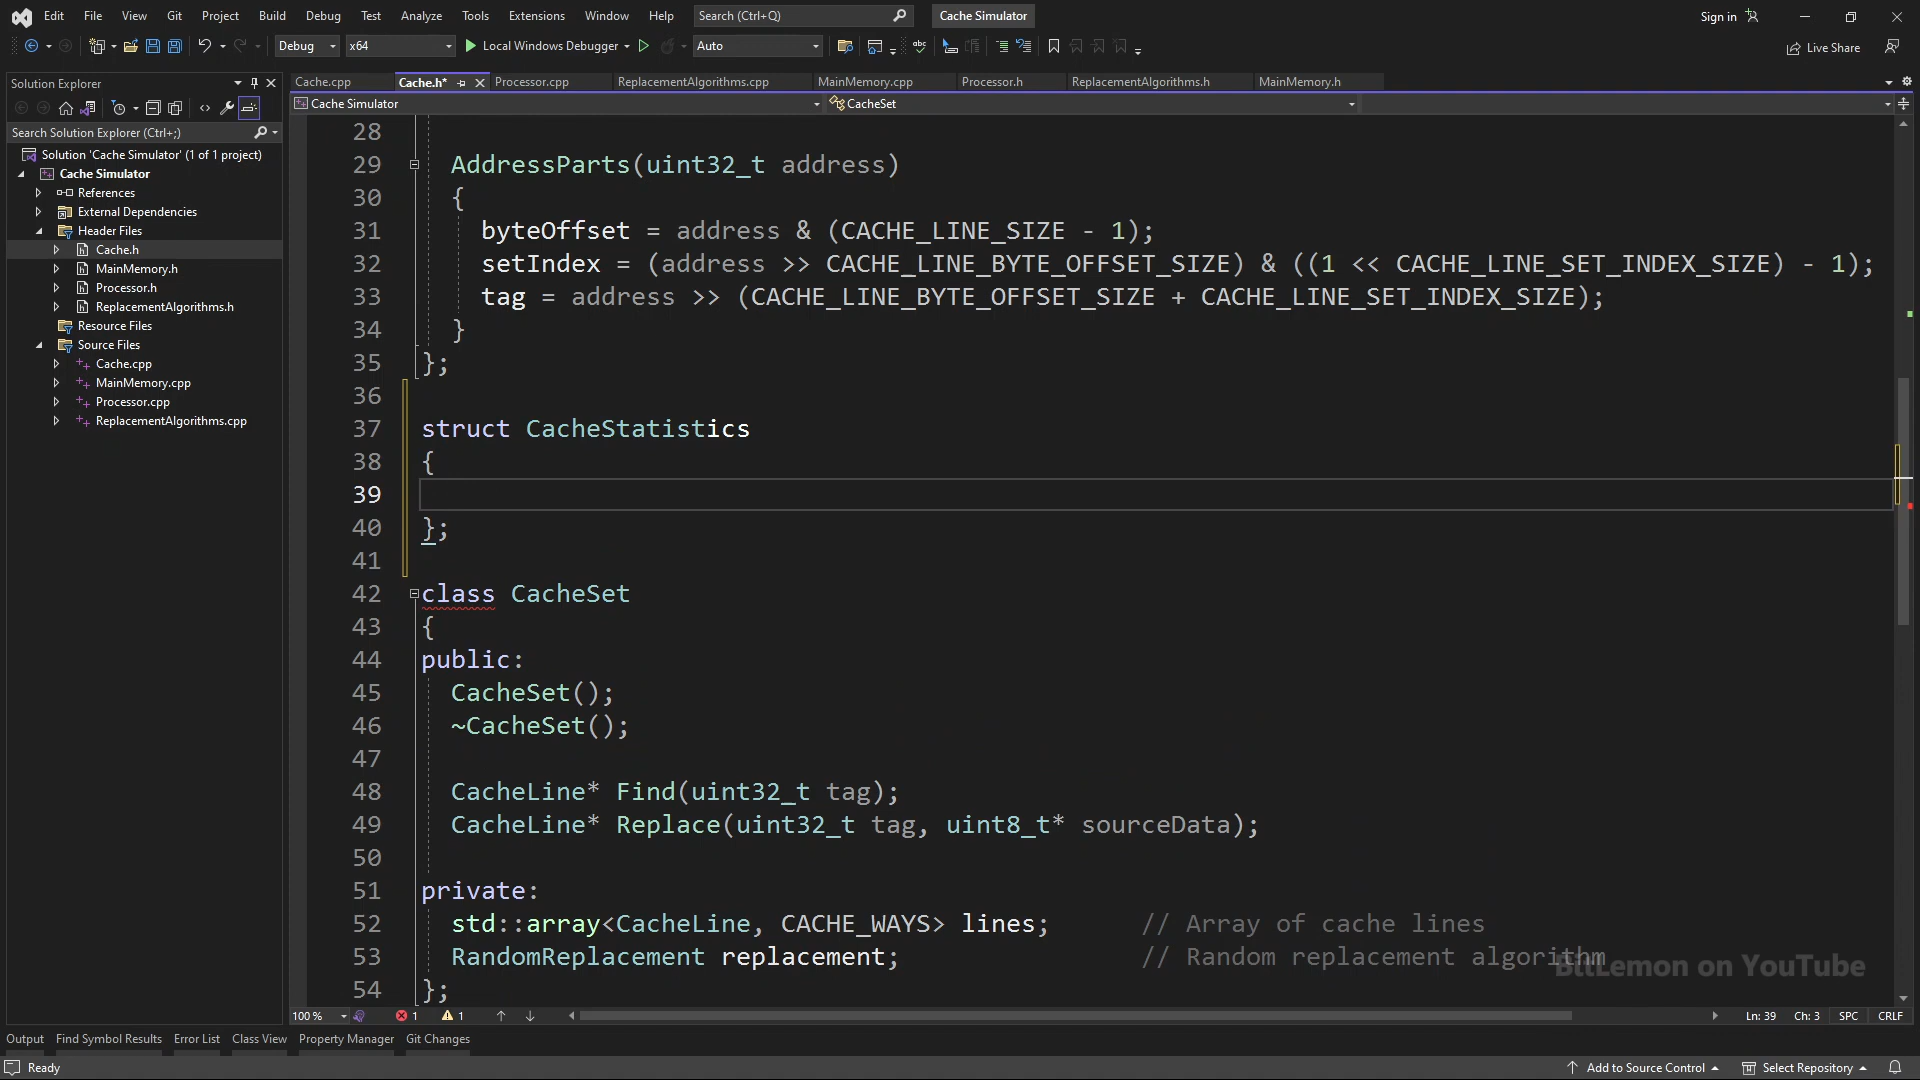 Edit File View Git Project Build Debug Test Analyze Tools Extensions Window Help Search (Ctrl+Q) Cache Simulator Sign in
Debug x64 Local Windows Debugger Auto Live Share
Solution Explorer
Search Solution Explorer (Ctrl+;)
Solution 'Cache Simulator' (1 of 1 project)
Cache Simulator
References
External Dependencies
Header Files
Cache.h
MainMemory.h
Processor.h
ReplacementAlgorithms.h
Resource Files
Source Files
Cache.cpp
MainMemory.cpp
Processor.cpp
ReplacementAlgorithms.cpp
Cache.cpp Cache.h* Processor.cpp ReplacementAlgorithms.cpp MainMemory.cpp Processor.h ReplacementAlgorithms.h MainMemory.h
Cache Simulator CacheSet
28
29 AddressParts(uint32_t address)
30 {
31 byteOffset = address & (CACHE_LINE_SIZE - 1);
32 setIndex = (address >> CACHE_LINE_BYTE_OFFSET_SIZE) & ((1 << CACHE_LINE_SET_INDEX_SIZE) - 1);
33 tag = address >> (CACHE_LINE_BYTE_OFFSET_SIZE + CACHE_LINE_SET_INDEX_SIZE);
34 }
35 };
36
37 struct CacheStatistics
38 {
39
40 };
41
42 class CacheSet
43 {
44 public:
45 CacheSet();
46 ~CacheSet();
47
48 CacheLine* Find(uint32_t tag);
49 CacheLine* Replace(uint32_t tag, uint8_t* sourceData);
50
51 private:
52 std::array<CacheLine, CACHE_WAYS> lines; // Array of cache lines
53 RandomReplacement replacement; // Random replacement algorithm
54 };
BitLemon on YouTube
100 % 1 1 Ln: 39 Ch: 3 SPC CRLF
Output Find Symbol Results Error List Class View Property Manager Git Changes
Ready Add to Source Control Select Repository